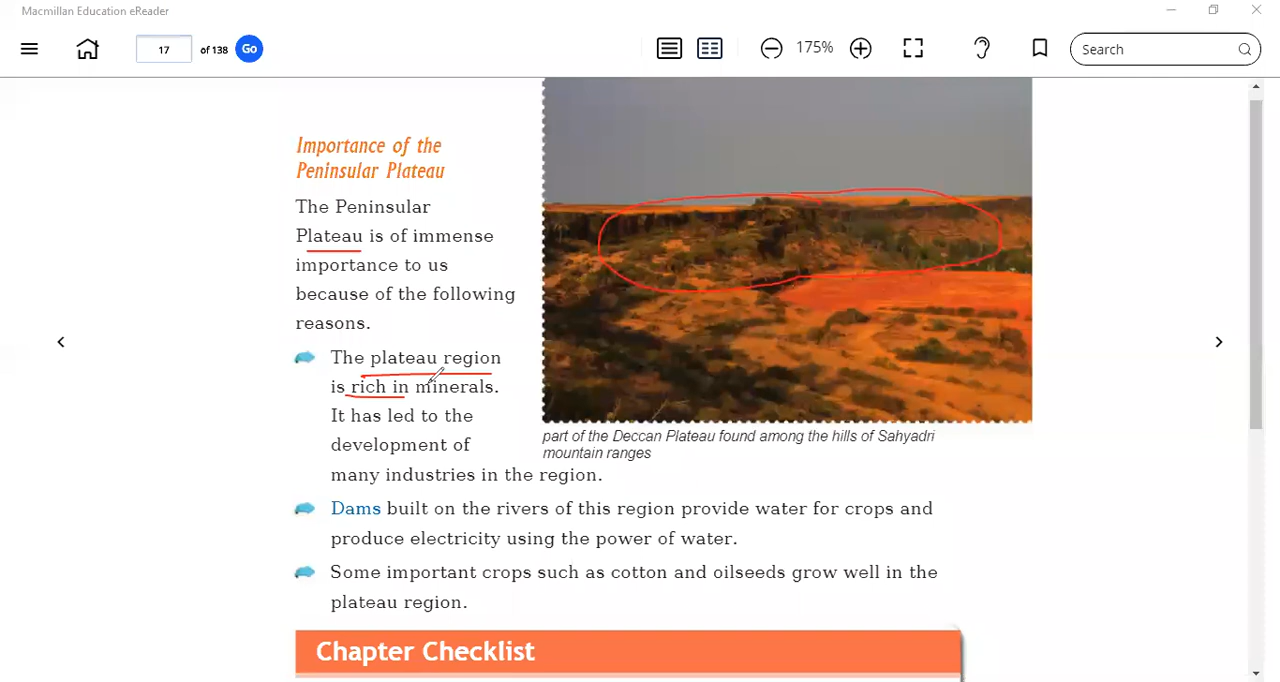 Macmillan Education eReader
17 of 138 Go
175%
Search
Importance of the
Peninsular Plateau
The Peninsular
Plateau is of immense
importance to us
because of the following
reasons.
The plateau region
is rich in minerals.
It has led to the
development of
many industries in the region.
part of the Deccan Plateau found among the hills of Sahyadri
mountain ranges
Dams built on the rivers of this region provide water for crops and
produce electricity using the power of water.
Some important crops such as cotton and oilseeds grow well in the
plateau region.
Chapter Checklist